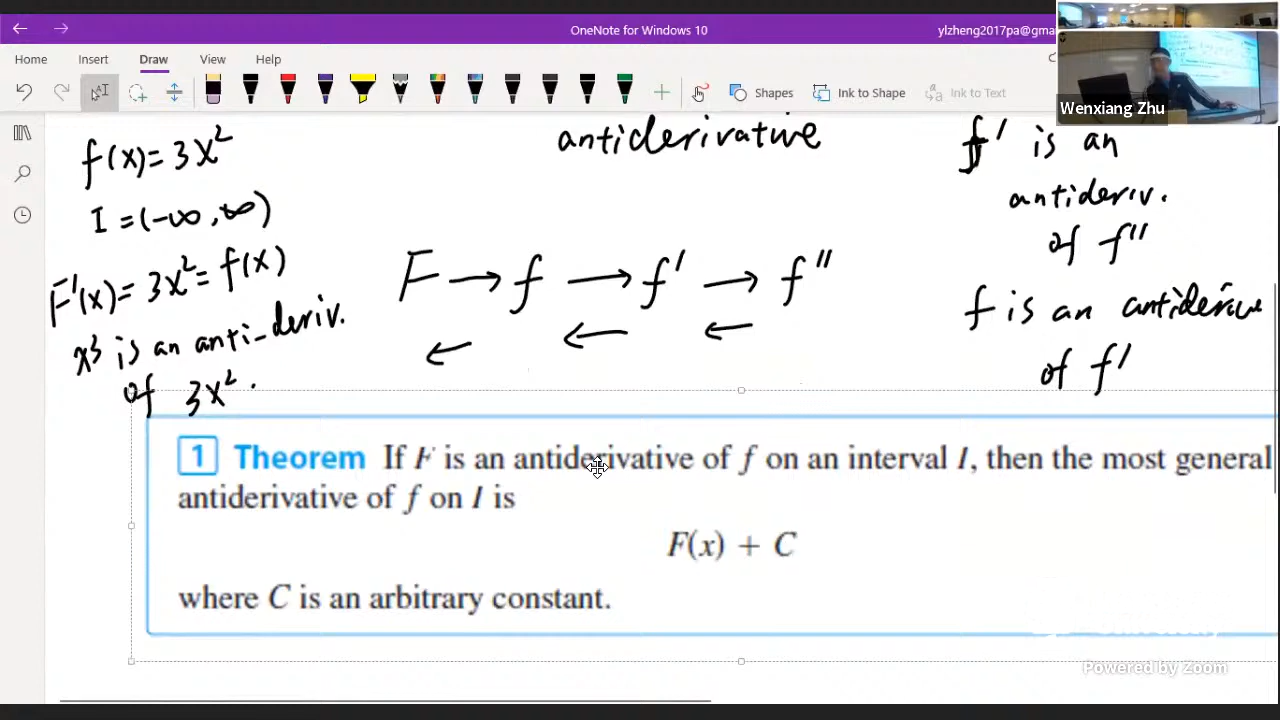 OneNote for Windows 10
ylzheng2017pa@gma
Home Insert Draw View Help
Shapes Ink to Shape Ink to Text
Wenxiang Zhu
f(x)=3x²
I=(-∞,∞)
F'(x)=3x²=f(x)
x³ is an anti-deriv.
of 3x².
antiderivative
F → f → f' → f''
← ← ←
f' is an
antideriv.
of f''
f is an
of f'
1 Theorem If F is an antiderivative of f on an interval I, then the most general
antiderivative of f on I is
F(x) + C
where C is an arbitrary constant.
Powered by Zoom